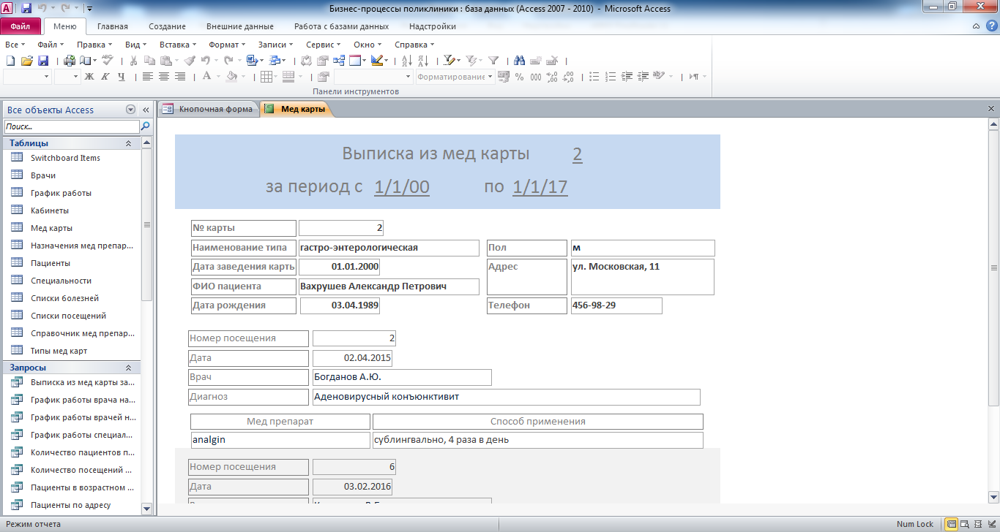 Бизнес-процессы поликлиники : база данных (Access 2007 - 2010) - Microsoft Access
Файл Меню Главная Создание Внешние данные Работа с базами данных Надстройки
Все Файл Правка Вид Вставка Формат Записи Сервис Окно Справка
Ж К Ч А Форматирование % 000
Панели инструментов
Все объекты Access
Поиск...
Таблицы
Switchboard Items
Врачи
График работы
Кабинеты
Мед карты
Назначения мед препар...
Пациенты
Специальности
Списки болезней
Списки посещений
Справочник мед препар...
Типы мед карт
Запросы
Выписка из мед карты за...
График работы врача на...
График работы врачей н...
График работы специал...
Количество пациентов п...
Количество посещений ...
Пациенты в возрастном ...
Пациенты по адресу
Кнопочная форма Мед карты
Выписка из мед карты 2
за период с 1/1/00 по 1/1/17
№ карты 2
Наименование типа гастро-энтерологическая Пол м
Дата заведения карть 01.01.2000 Адрес ул. Московская, 11
ФИО пациента Вахрушев Александр Петрович
Дата рождения 03.04.1989 Телефон 456-98-29
Номер посещения 2
Дата 02.04.2015
Врач Богданов А.Ю.
Диагноз Аденовирусный конъюнктивит
Мед препарат Способ применения
analgin сублингвально, 4 раза в день
Номер посещения 6
Дата 03.02.2016
Режим отчета Num Lock